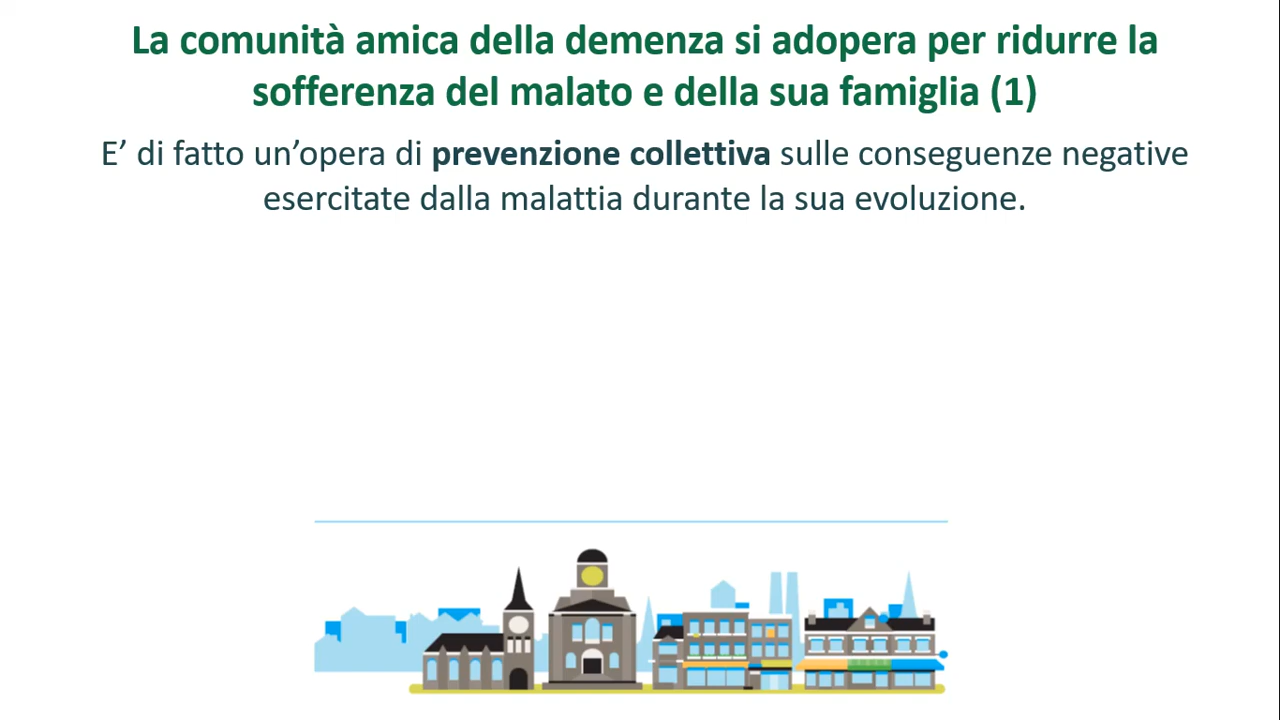 La comunità amica della demenza si adopera per ridurre la
sofferenza del malato e della sua famiglia (1)
E’ di fatto un’opera di prevenzione collettiva sulle conseguenze negative
esercitate dalla malattia durante la sua evoluzione.